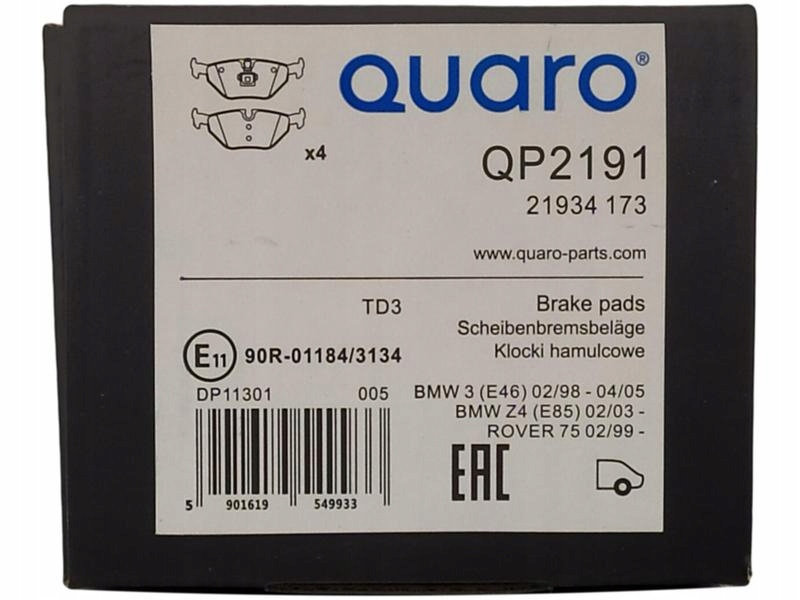 quaro®
x4
QP2191
21934 173
www.quaro-parts.com
TD3
Brake pads
Scheibenbremsbeläge
Klocki hamulcowe
E11 90R-01184/3134
DP11301 005
BMW 3 (E46) 02/98 - 04/05
BMW Z4 (E85) 02/03 -
ROVER 75 02/99 -
5 901619 549933
EAC